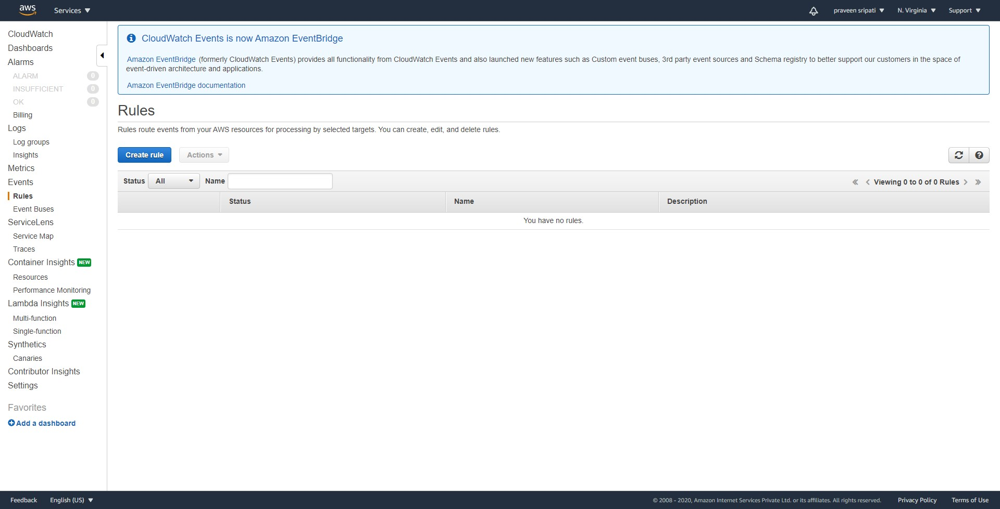 aws
Services
praveen sripati
N. Virginia
Support
CloudWatch
Dashboards
Alarms
ALARM 0
INSUFFICIENT 0
OK 0
Billing
Logs
Log groups
Insights
Metrics
Events
Rules
Event Buses
ServiceLens
Service Map
Traces
Container Insights NEW
Resources
Performance Monitoring
Lambda Insights NEW
Multi-function
Single-function
Synthetics
Canaries
Contributor Insights
Settings
Favorites
Add a dashboard
CloudWatch Events is now Amazon EventBridge
Amazon EventBridge (formerly CloudWatch Events) provides all functionality from CloudWatch Events and also launched new features such as Custom event buses, 3rd party event sources and Schema registry to better support our customers in the space of
event-driven architecture and applications.
Amazon EventBridge documentation
Rules
Rules route events from your AWS resources for processing by selected targets. You can create, edit, and delete rules.
Create rule
Actions
Status All Name
« < Viewing 0 to 0 of 0 Rules > »
Status Name Description
You have no rules.
Feedback
English (US)
© 2008 - 2020, Amazon Internet Services Private Ltd. or its affiliates. All rights reserved.
Privacy Policy
Terms of Use